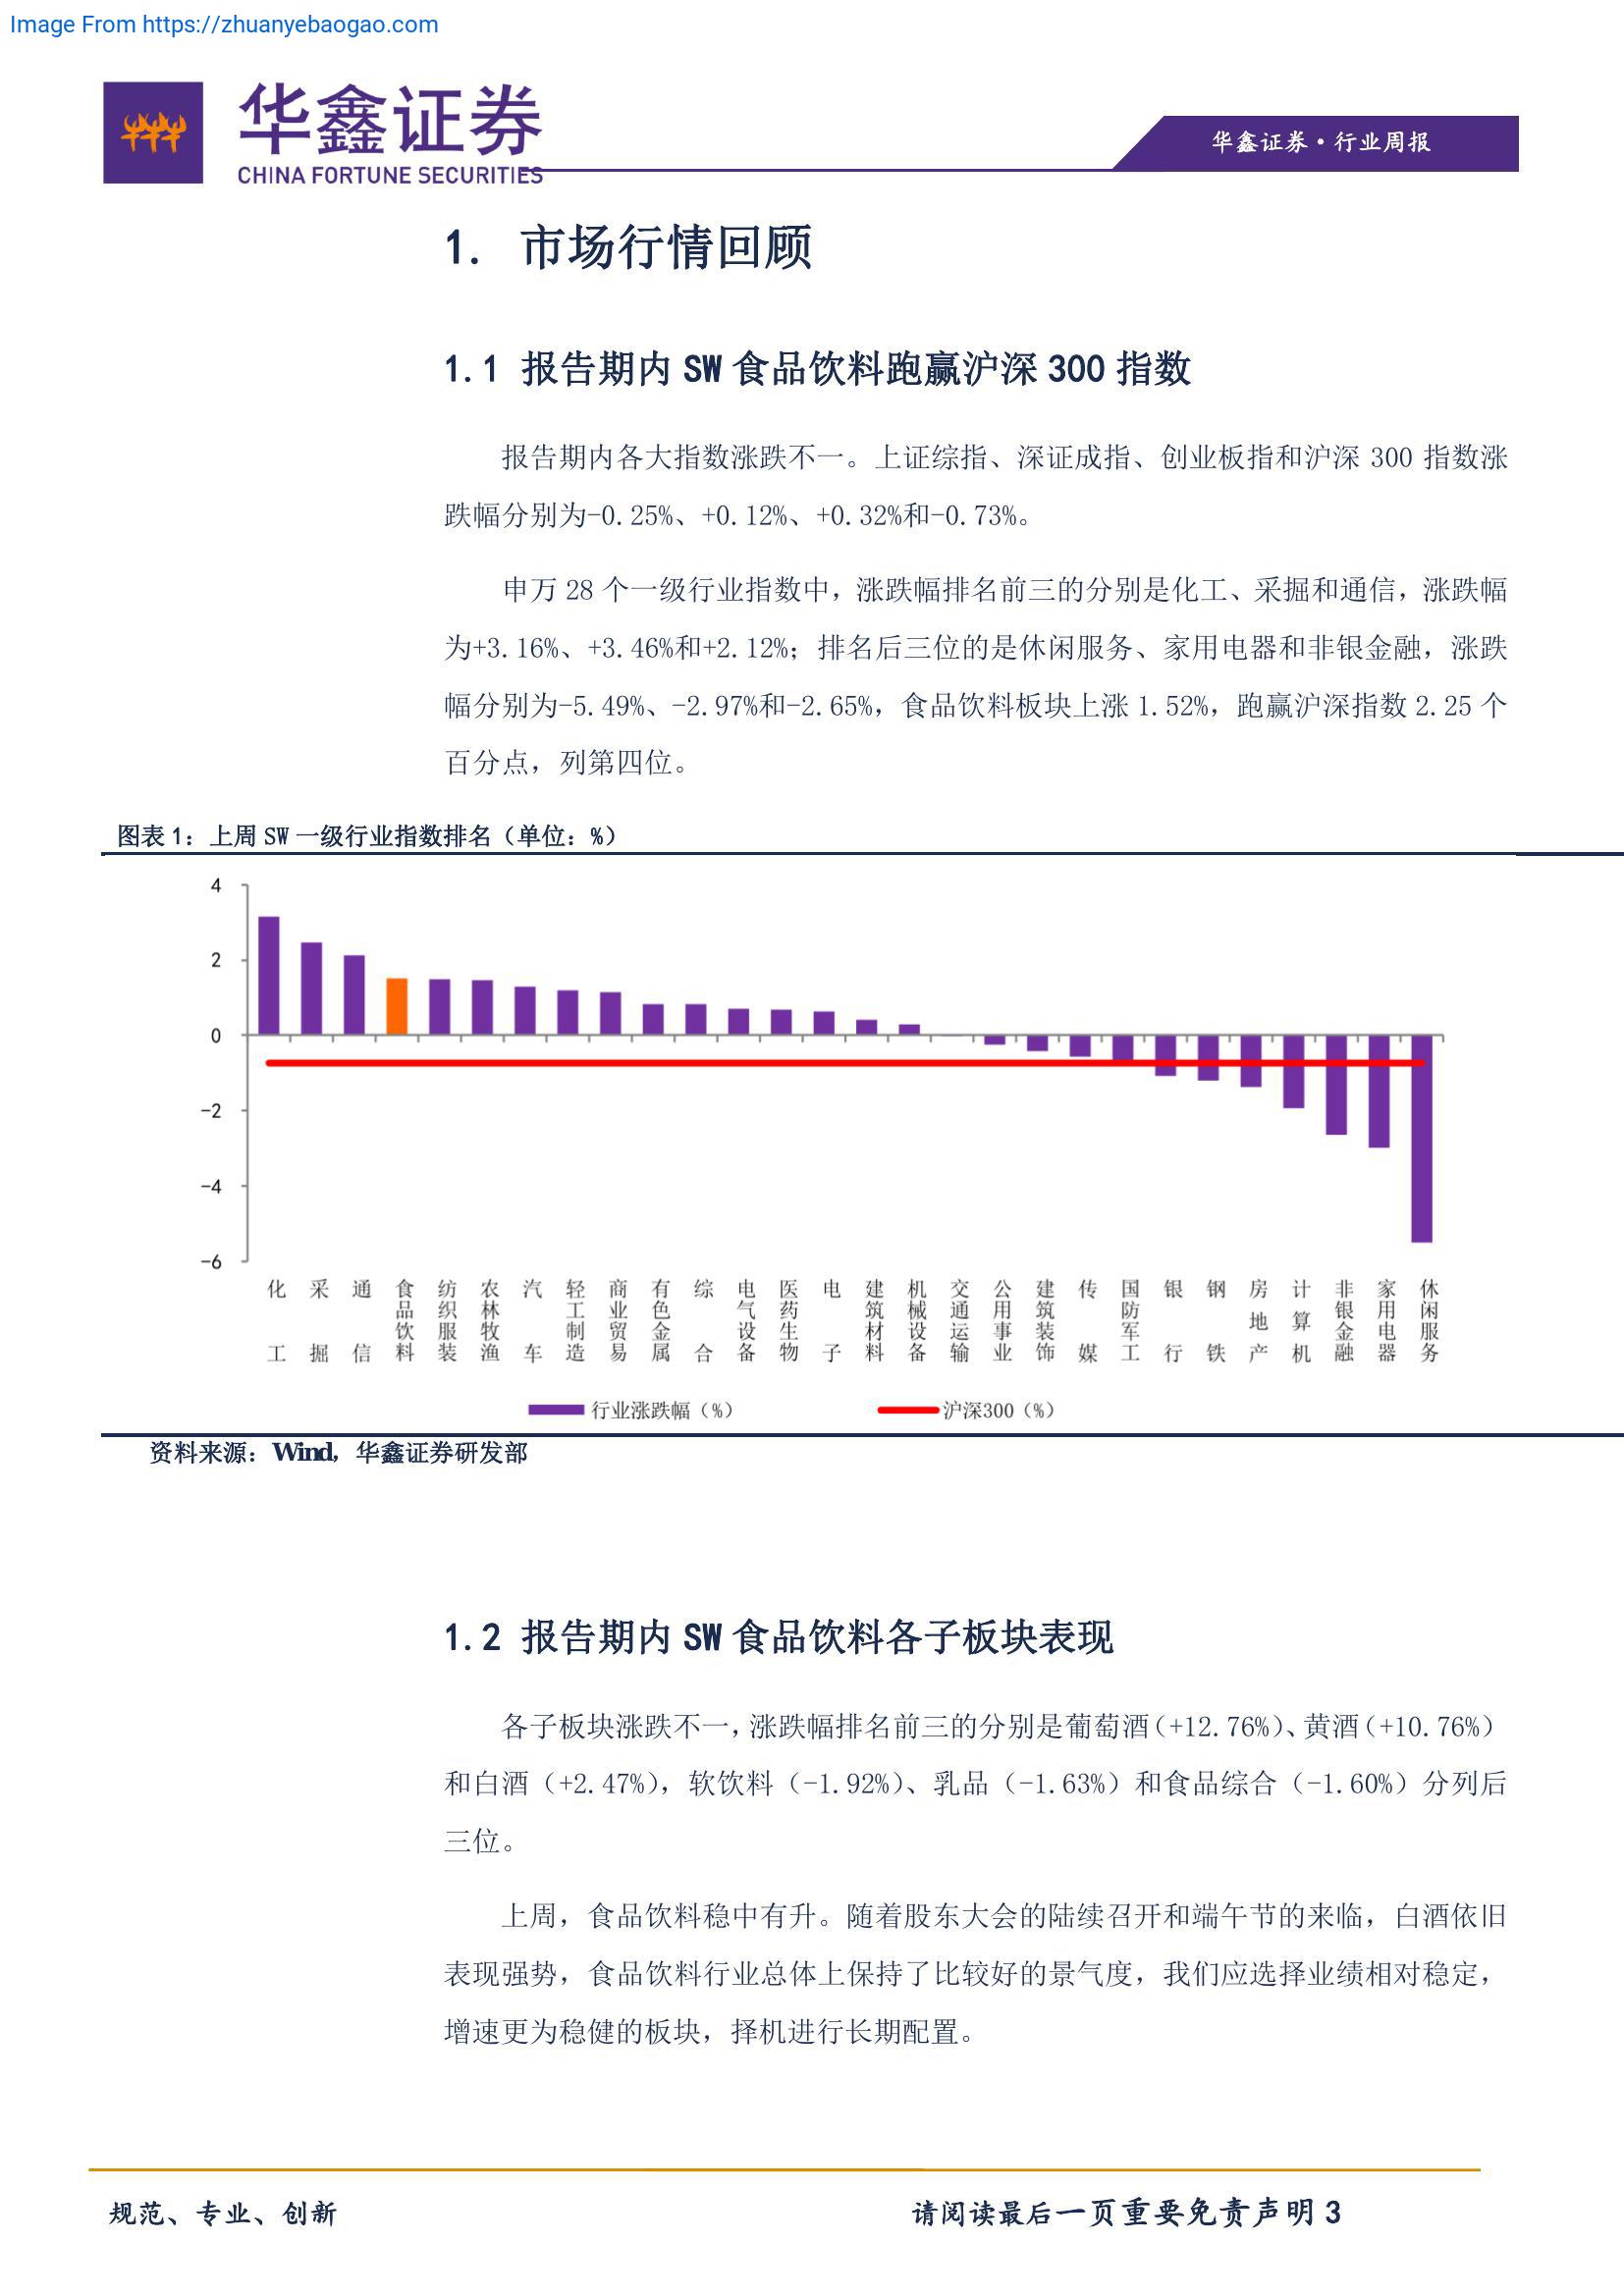 Image From https://zhuanyebaogao.com
华鑫证券
CHINA FORTUNE SECURITIES
华鑫证券·行业周报
1. 市场行情回顾
1.1 报告期内 SW 食品饮料跑赢沪深 300 指数
报告期内各大指数涨跌不一。上证综指、深证成指、创业板指和沪深 300 指数涨
跌幅分别为-0.25%、+0.12%、+0.32%和-0.73%。
申万 28 个一级行业指数中，涨跌幅排名前三的分别是化工、采掘和通信，涨跌幅
为+3.16%、+3.46%和+2.12%；排名后三位的是休闲服务、家用电器和非银金融，涨跌
幅分别为-5.49%、-2.97%和-2.65%，食品饮料板块上涨 1.52%，跑赢沪深指数 2.25 个
百分点，列第四位。
图表 1：上周 SW 一级行业指数排名（单位：%）
4
2
0
-2
-4
-6
化工
采掘
通信
食品饮料
纺织服装
农林牧渔
汽车
轻工制造
商业贸易
有色金属
综合
电气设备
医药生物
电子
建筑材料
机械设备
交通运输
公用事业
建筑装饰
传媒
国防军工
银行
钢铁
房地产
计算机
非银金融
家用电器
休闲服务
行业涨跌幅（%）
沪深300（%）
资料来源：Wind，华鑫证券研发部
1.2 报告期内 SW 食品饮料各子板块表现
各子板块涨跌不一，涨跌幅排名前三的分别是葡萄酒（+12.76%）、黄酒（+10.76%）
和白酒（+2.47%），软饮料（-1.92%）、乳品（-1.63%）和食品综合（-1.60%）分列后
三位。
上周，食品饮料稳中有升。随着股东大会的陆续召开和端午节的来临，白酒依旧
表现强势，食品饮料行业总体上保持了比较好的景气度，我们应选择业绩相对稳定，
增速更为稳健的板块，择机进行长期配置。
规范、专业、创新
请阅读最后一页重要免责声明 3